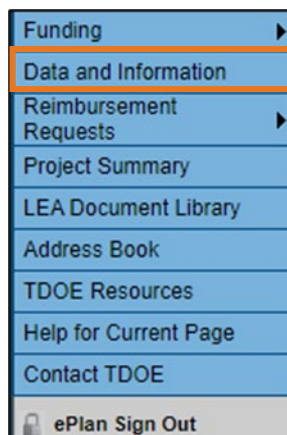 Funding
Data and Information
Reimbursement
Requests
Project Summary
LEA Document Library
Address Book
TDOE Resources
Help for Current Page
Contact TDOE
ePlan Sign Out